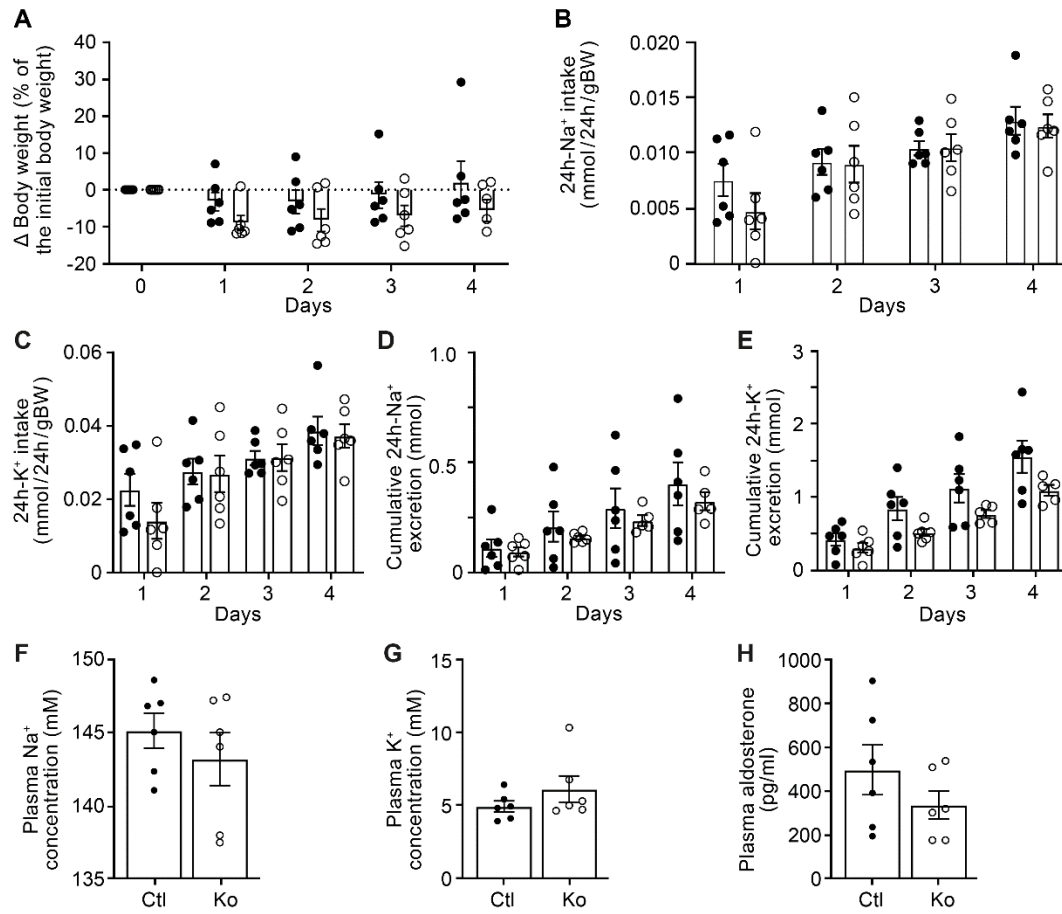 A
Δ Body weight (% of
the initial body weight)
40
30
20
10
0
-10
-20
0
1
2
3
4
Days
B
24h-Na⁺ intake
(mmol/24h/gBW)
0.020
0.015
0.010
0.005
0
1
2
3
4
Days
C
24h-K⁺ intake
(mmol/24h/gBW)
0.06
0.04
0.02
0
1
2
3
4
Days
D
Cumulative 24h-Na⁺
excretion (mmol)
1.0
0.5
0
1
2
3
4
Days
E
Cumulative 24h-K⁺
excretion (mmol)
3
2
1
0
1
2
3
4
Days
F
Plasma Na⁺
concentration (mM)
150
145
140
135
Ctl
Ko
G
Plasma K⁺
concentration (mM)
15
10
5
0
Ctl
Ko
H
Plasma aldosterone
(pg/ml)
1000
800
600
400
200
0
Ctl
Ko